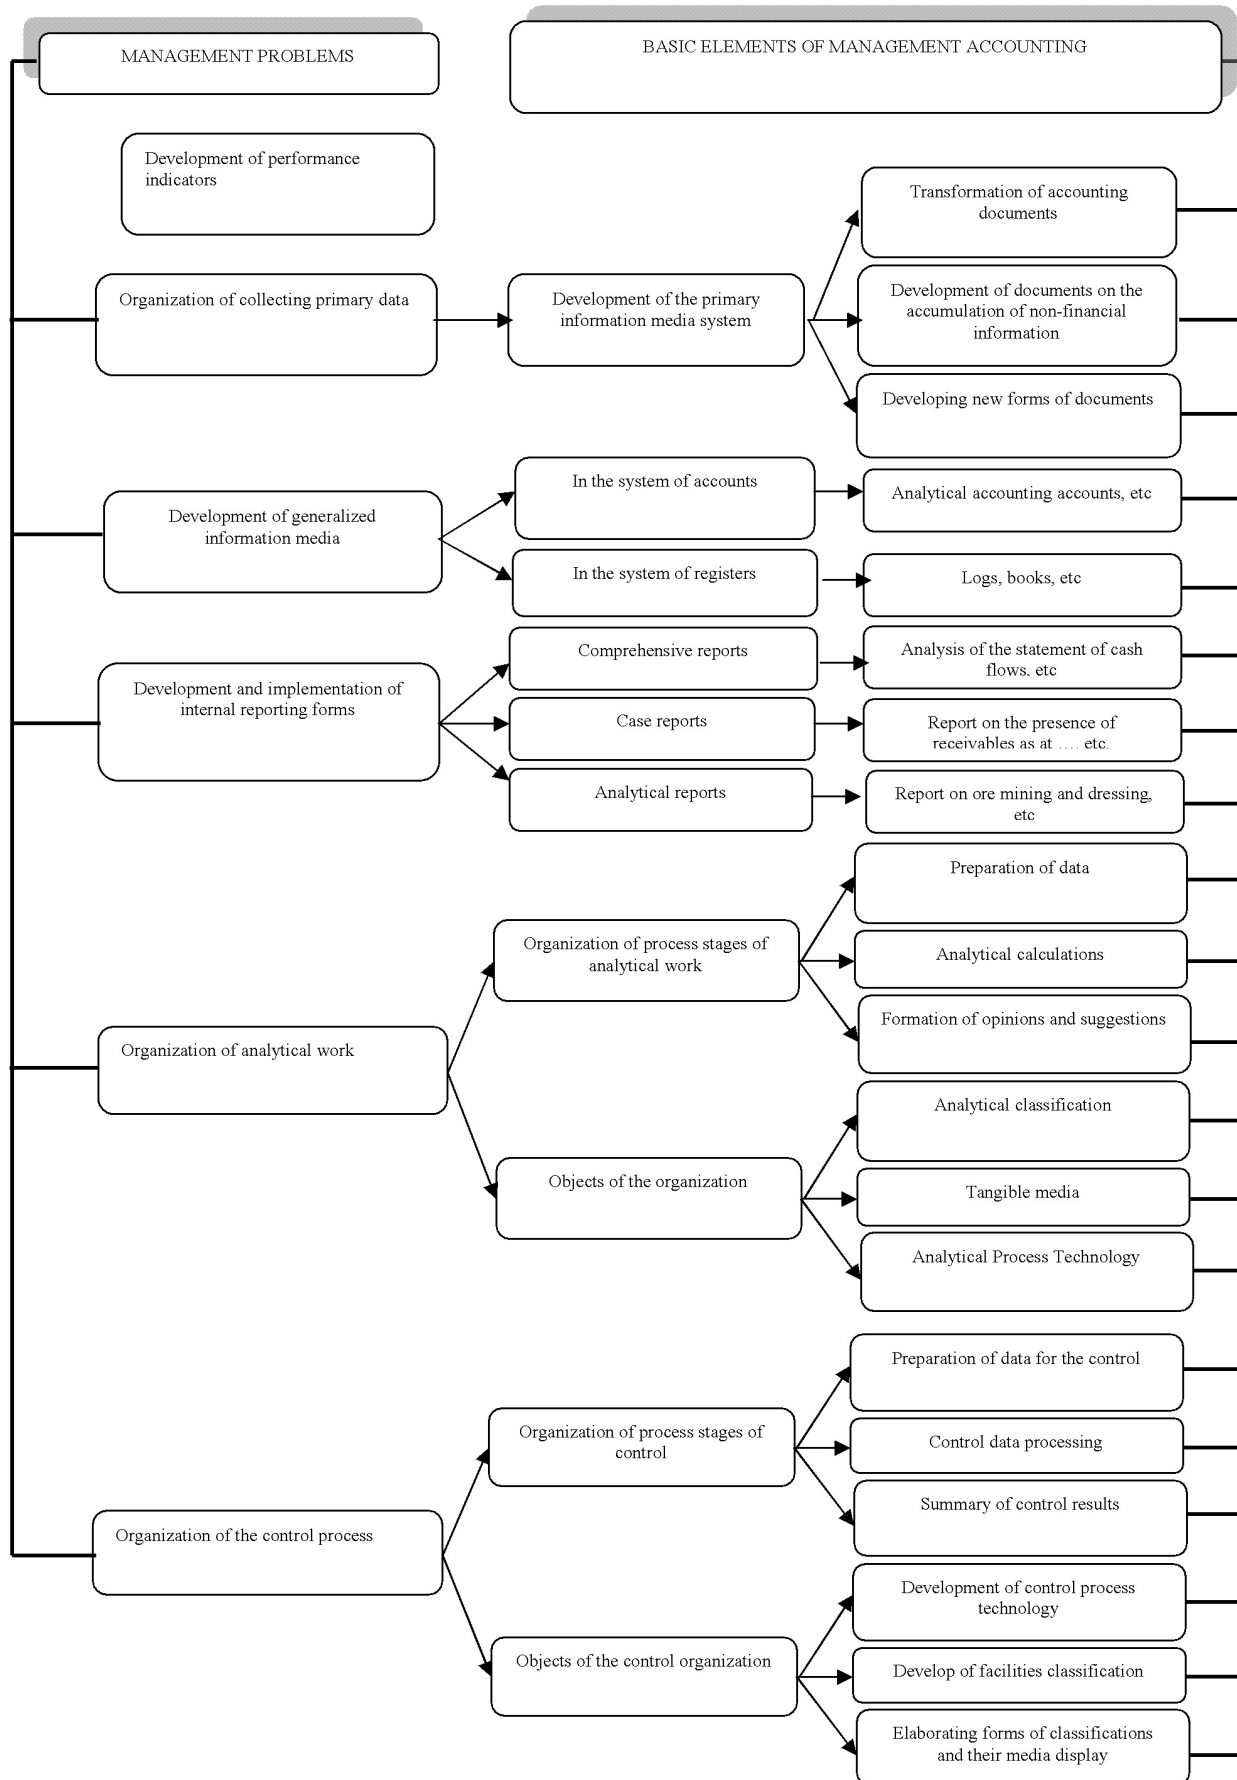 MANAGEMENT PROBLEMS
BASIC ELEMENTS OF MANAGEMENT ACCOUNTING
Development of performance
indicators
Organization of collecting primary data
Development of the primary
information media system
Transformation of accounting
documents
Development of documents on the
accumulation of non-financial
information
Developing new forms of documents
Development of generalized
information media
In the system of accounts
Analytical accounting accounts, etc
In the system of registers
Logs, books, etc
Development and implementation of
internal reporting forms
Comprehensive reports
Analysis of the statement of cash
flows. etc
Case reports
Report on the presence of
receivables as at .... etc.
Analytical reports
Report on ore mining and dressing,
etc
Organization of analytical work
Organization of process stages of
analytical work
Preparation of data
Analytical calculations
Formation of opinions and suggestions
Objects of the organization
Analytical classification
Tangible media
Analytical Process Technology
Organization of the control process
Organization of process stages of
control
Preparation of data for the control
Control data processing
Summary of control results
Objects of the control organization
Development of control process
technology
Develop of facilities classification
Elaborating forms of classifications
and their media display